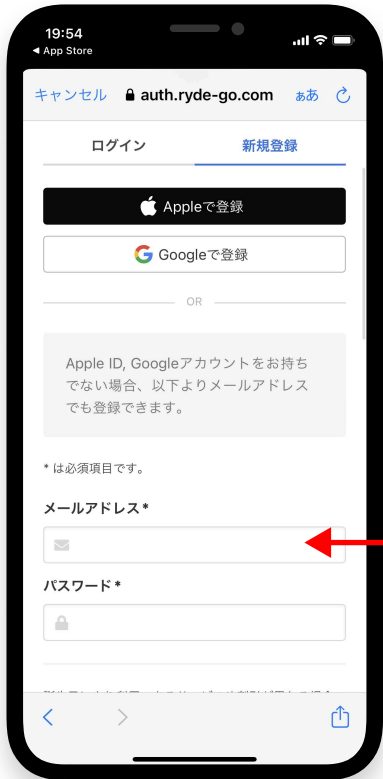 19:54
◀ App Store
キャンセル auth.ryde-go.com ぁあ
ログイン 新規登録
Appleで登録
Googleで登録
OR
Apple ID, Googleアカウントをお持ち
でない場合、以下よりメールアドレス
でも登録できます。
* は必須項目です。
メールアドレス*
パスワード*